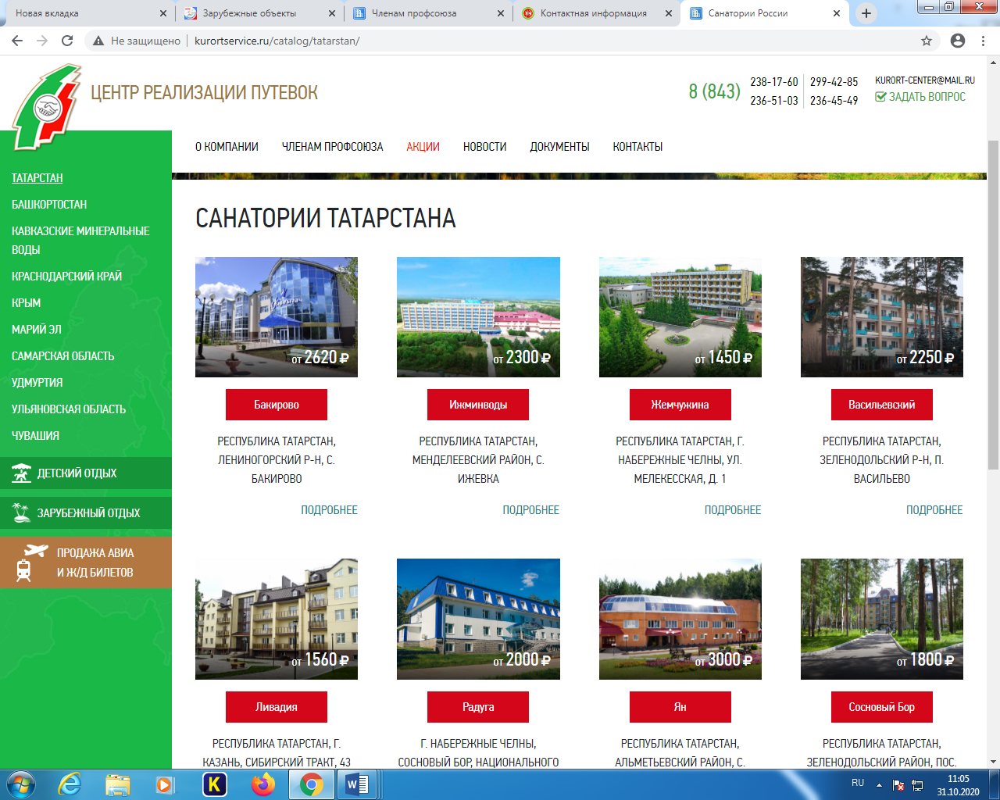 Новая вкладка
Зарубежные объекты
Членам профсоюза
Контактная информация
Санатории России
Не защищено
kurortservice.ru/catalog/tatarstan/
ЦЕНТР РЕАЛИЗАЦИИ ПУТЕВОК
8 (843)
238-17-60
299-42-85
236-51-03
236-45-49
KURORT-CENTER@MAIL.RU
ЗАДАТЬ ВОПРОС
О КОМПАНИИ
ЧЛЕНАМ ПРОФСОЮЗА
АКЦИИ
НОВОСТИ
ДОКУМЕНТЫ
КОНТАКТЫ
ТАТАРСТАН
БАШКОРТОСТАН
КАВКАЗСКИЕ МИНЕРАЛЬНЫЕ
ВОДЫ
КРАСНОДАРСКИЙ КРАЙ
КРЫМ
МАРИЙ ЭЛ
САМАРСКАЯ ОБЛАСТЬ
УДМУРТИЯ
УЛЬЯНОВСКАЯ ОБЛАСТЬ
ЧУВАШИЯ
ДЕТСКИЙ ОТДЫХ
ЗАРУБЕЖНЫЙ ОТДЫХ
ПРОДАЖА АВИА
И Ж/Д БИЛЕТОВ
САНАТОРИИ ТАТАРСТАНА
от 2620 ₽
от 2300 ₽
от 1450 ₽
от 2250 ₽
Бакирово
Ижминводы
Жемчужина
Васильевский
РЕСПУБЛИКА ТАТАРСТАН,
ЛЕНИНОГОРСКИЙ Р-Н, С.
БАКИРОВО
РЕСПУБЛИКА ТАТАРСТАН,
МЕНДЕЛЕЕВСКИЙ РАЙОН, С.
ИЖЕВКА
РЕСПУБЛИКА ТАТАРСТАН, Г.
НАБЕРЕЖНЫЕ ЧЕЛНЫ, УЛ.
МЕЛЕКЕССКАЯ, Д. 1
РЕСПУБЛИКА ТАТАРСТАН,
ЗЕЛЕНОДОЛЬСКИЙ Р-Н, П.
ВАСИЛЬЕВО
ПОДРОБНЕЕ
ПОДРОБНЕЕ
ПОДРОБНЕЕ
ПОДРОБНЕЕ
от 1560 ₽
от 2000 ₽
от 3000 ₽
от 1800 ₽
Ливадия
Радуга
Ян
Сосновый Бор
РЕСПУБЛИКА ТАТАРСТАН, Г.
КАЗАНЬ, СИБИРСКИЙ ТРАКТ, 43
Г. НАБЕРЕЖНЫЕ ЧЕЛНЫ,
СОСНОВЫЙ БОР, НАЦИОНАЛЬНОГО
РЕСПУБЛИКА ТАТАРСТАН,
АЛЬМЕТЬЕВСКИЙ РАЙОН, С.
РЕСПУБЛИКА ТАТАРСТАН,
ЗЕЛЕНОДОЛЬСКИЙ РАЙОН, ПОС.
RU
11:05
31.10.2020